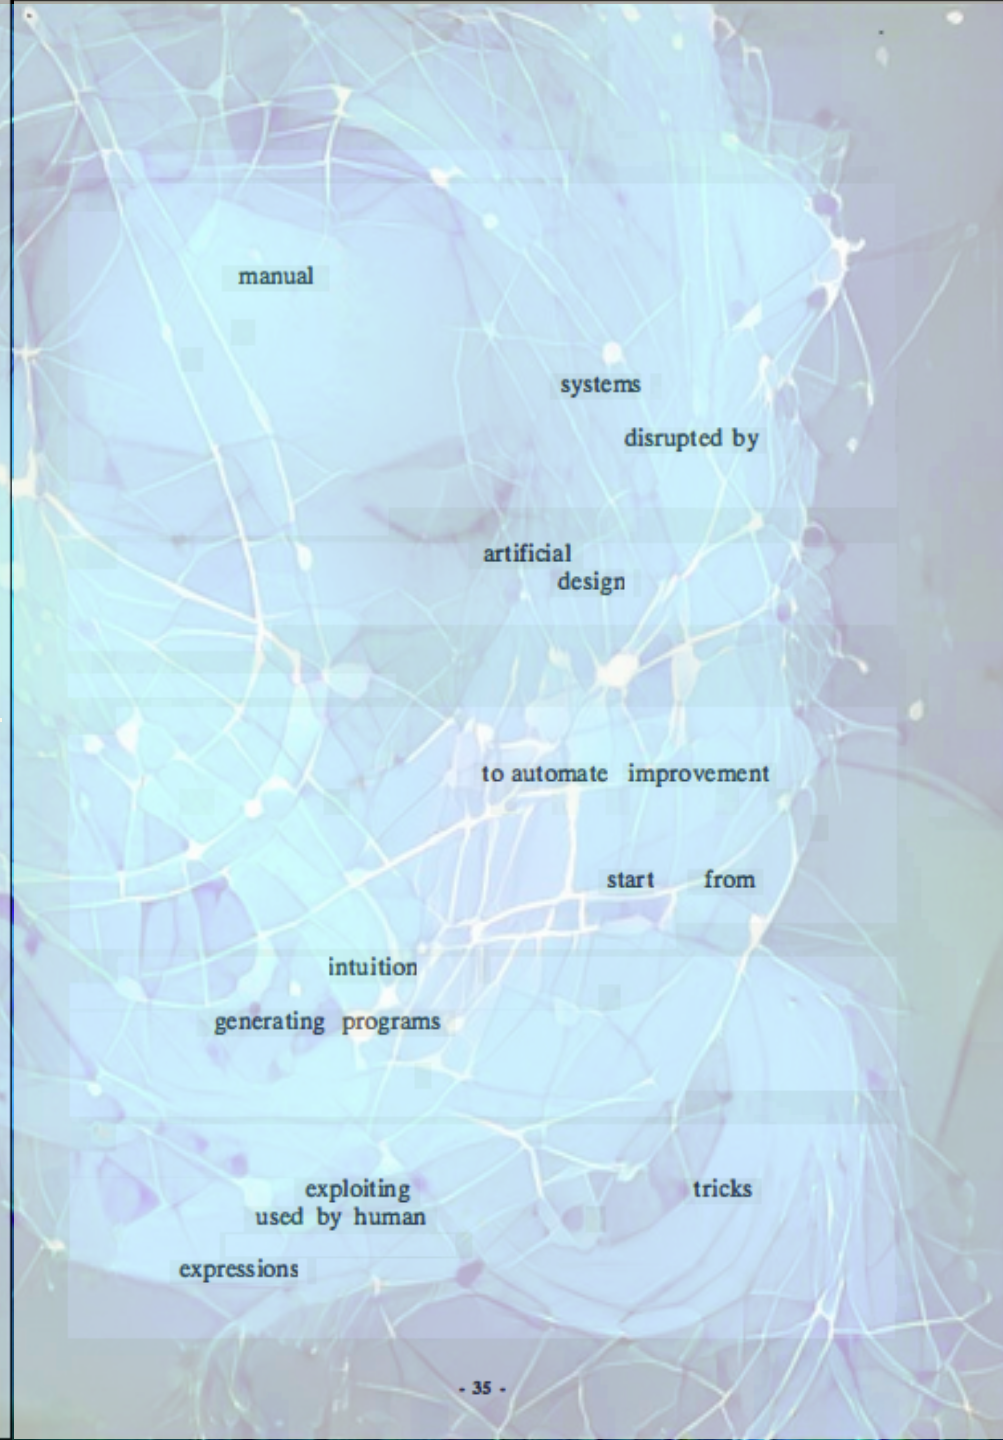 manual
systems
disrupted by
artificial
design
to automate improvement
start from
intuition
generating programs
exploiting tricks
used by human
expressions
- 35 -